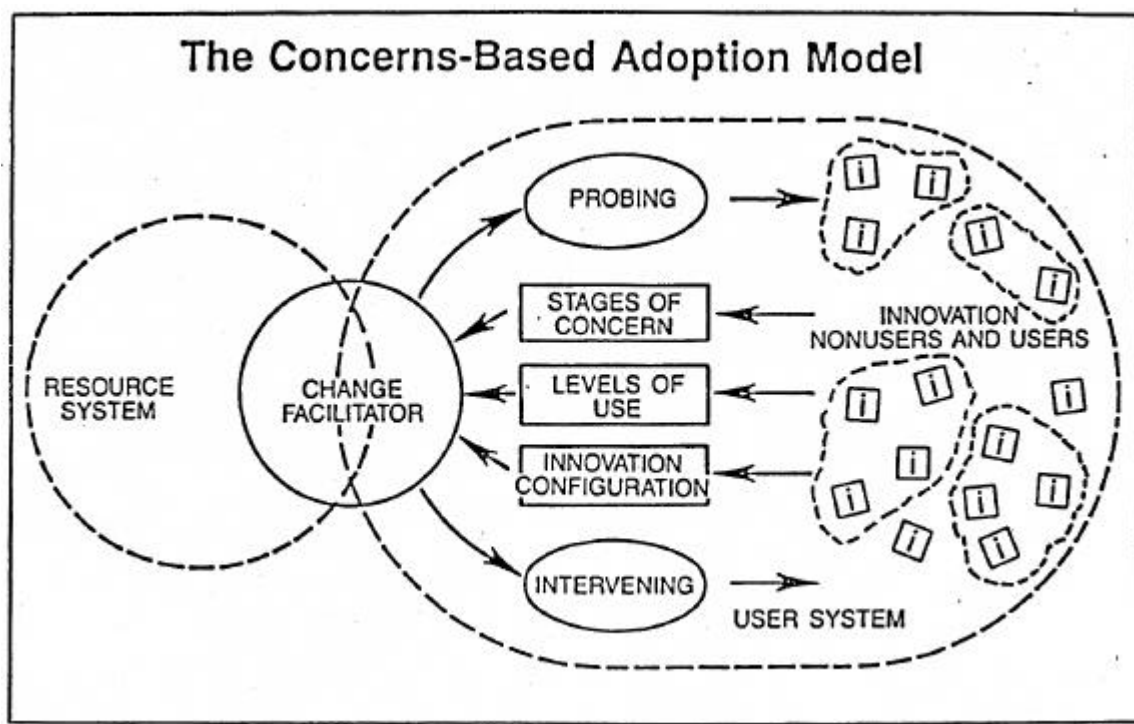 The Concerns-Based Adoption Model
PROBING
i
i
i
i
i
STAGES OF
CONCERN
INNOVATION
NONUSERS AND USERS
RESOURCE
SYSTEM
CHANGE
FACILITATOR
LEVELS OF
USE
i
i
i
i
i
i
i
i
i
i
INNOVATION
CONFIGURATION
INTERVENING
USER SYSTEM